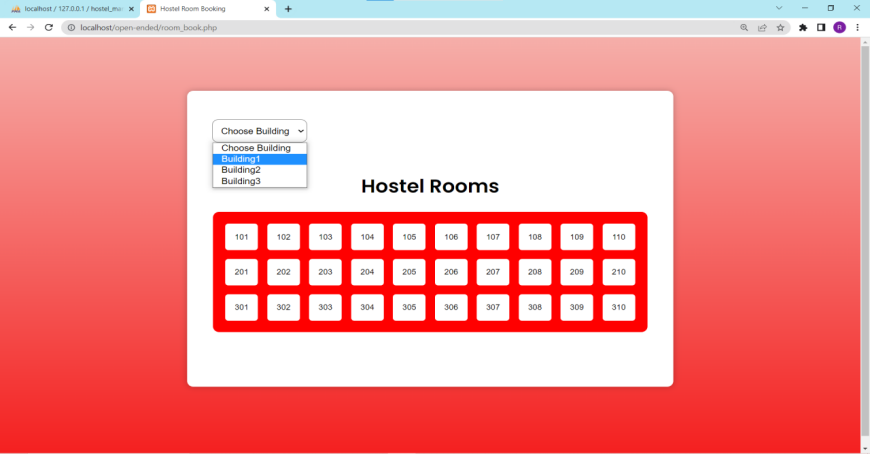 localhost / 127.0.0.1 / hostel_ma
Hostel Room Booking
localhost/open-ended/room_book.php
R
Choose Building
Choose Building
Building1
Building2
Building3
Hostel Rooms
101 102 103 104 105 106 107 108 109 110
201 202 203 204 205 206 207 208 209 210
301 302 303 304 305 306 307 308 309 310